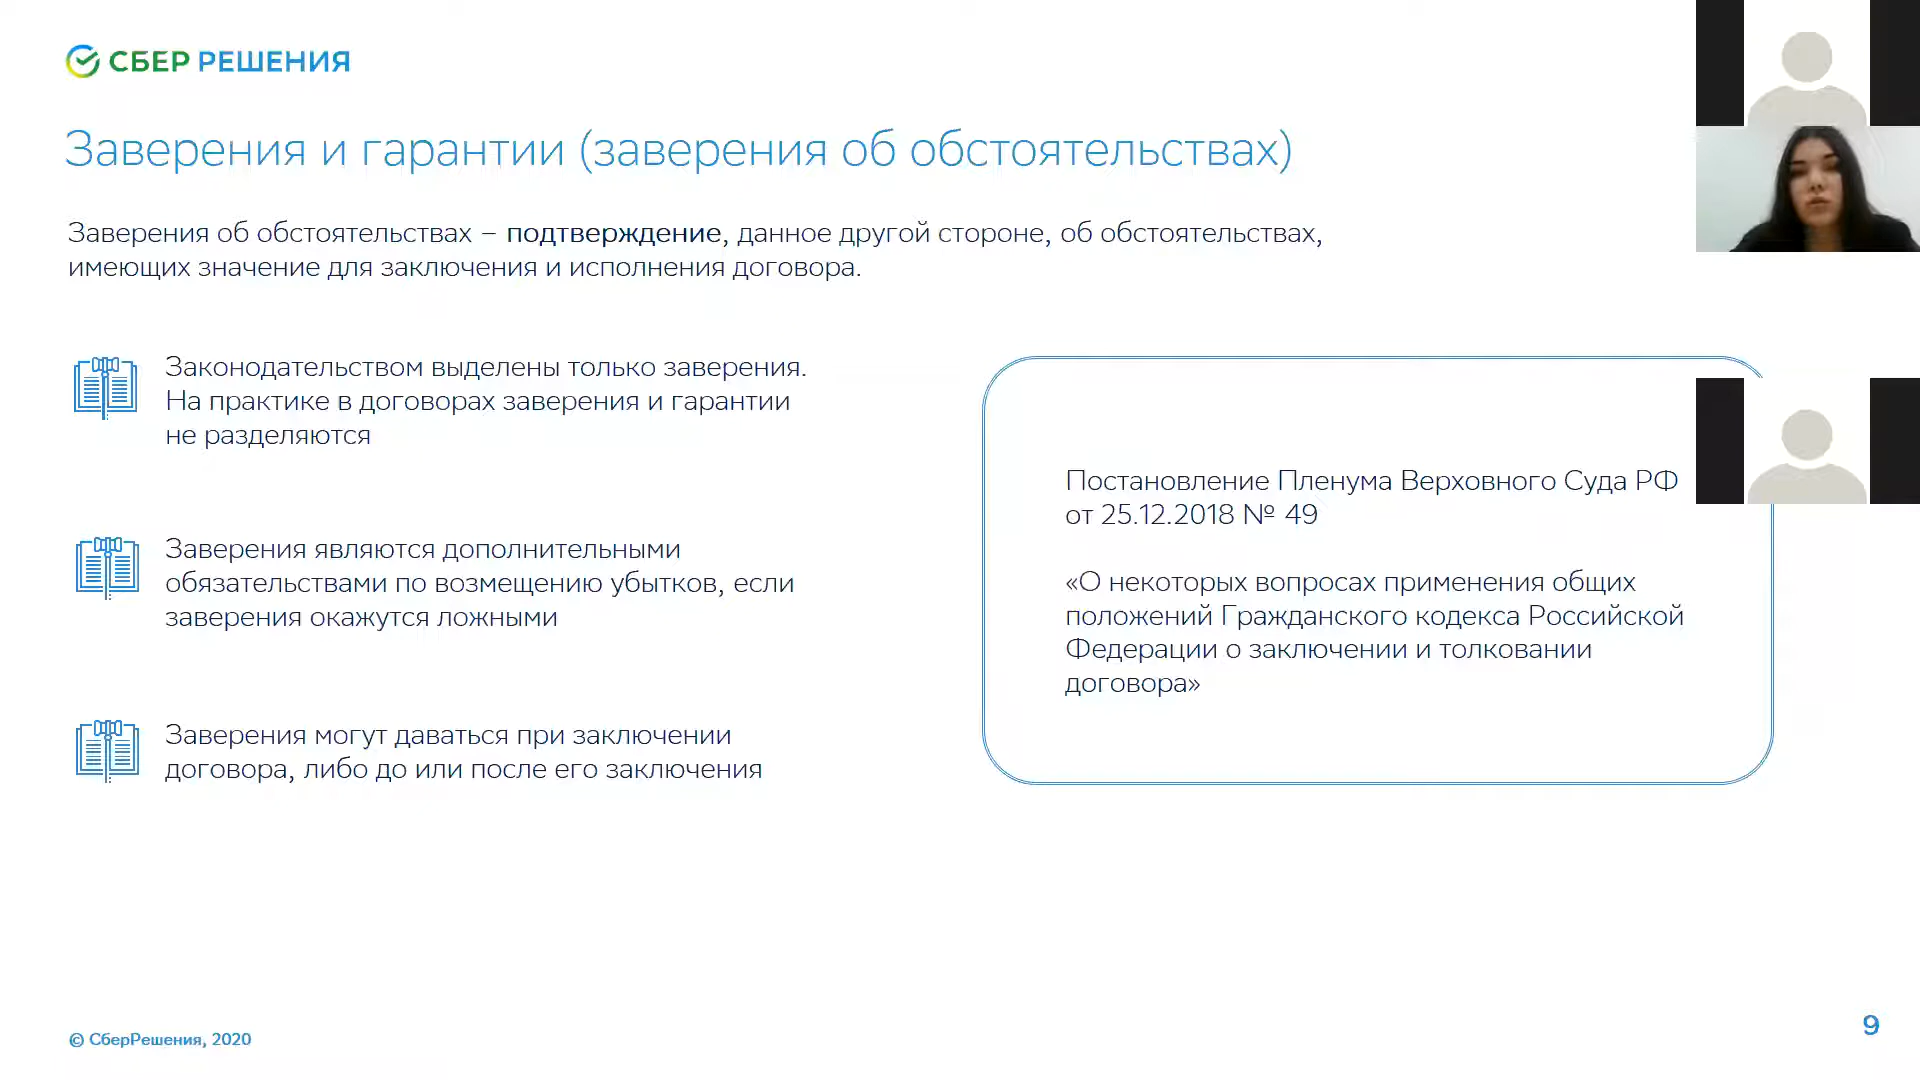 СБЕР РЕШЕНИЯ
Заверения и гарантии (заверения об обстоятельствах)
Заверения об обстоятельствах – подтверждение, данное другой стороне, об обстоятельствах,
имеющих значение для заключения и исполнения договора.
Законодательством выделены только заверения.
На практике в договорах заверения и гарантии
не разделяются
Заверения являются дополнительными
обязательствами по возмещению убытков, если
заверения окажутся ложными
Заверения могут даваться при заключении
договора, либо до или после его заключения
Постановление Пленума Верховного Суда РФ
от 25.12.2018 № 49
«О некоторых вопросах применения общих
положений Гражданского кодекса Российской
Федерации о заключении и толковании
договора»
© СберРешения, 2020
9